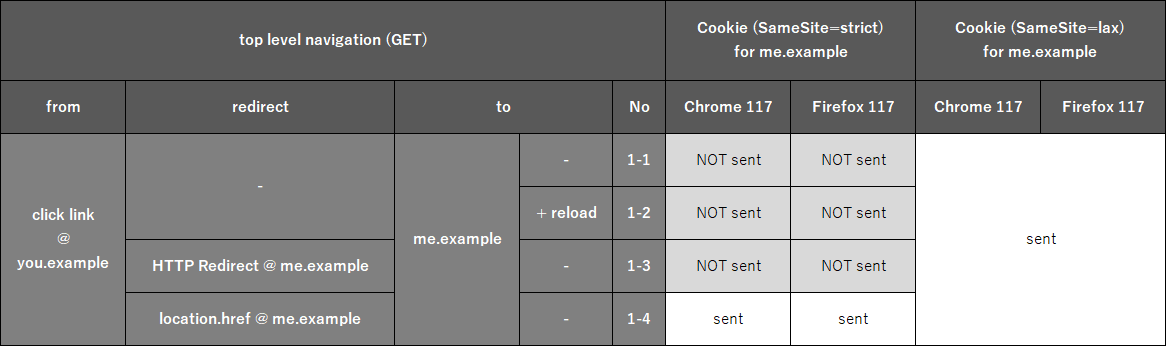 top level navigation (GET)
Cookie (SameSite=strict)
for me.example
Cookie (SameSite=lax)
for me.example
from
redirect
to
No
Chrome 117
Firefox 117
Chrome 117
Firefox 117
click link
@
you.example
-
me.example
-
1-1
NOT sent
NOT sent
sent
+ reload
1-2
NOT sent
NOT sent
HTTP Redirect @ me.example
-
1-3
NOT sent
NOT sent
location.href @ me.example
-
1-4
sent
sent